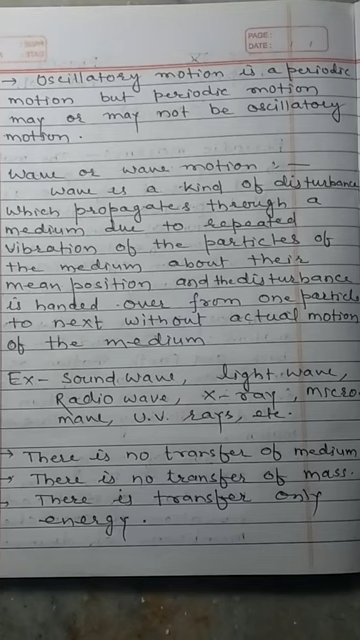 PAGE:
DATE: / /
→ Oscillatory motion is a periodic
motion but periodic motion
may or may not be oscillatory
motion.
Wave or wave motion : —
Wave is a kind of disturbance
which propagates through a
medium due to repeated
vibration of the particles of
the medium about their
mean position and the disturbance
is handed over from one particle
to next without actual motion
of the medium
Ex - Sound wave, light wave,
Radio wave, X-ray, micro
mave, U.V. rays, etc.
→ There is no transfer of medium
→ There is no transfer of mass.
→ There is transfer only
energy.